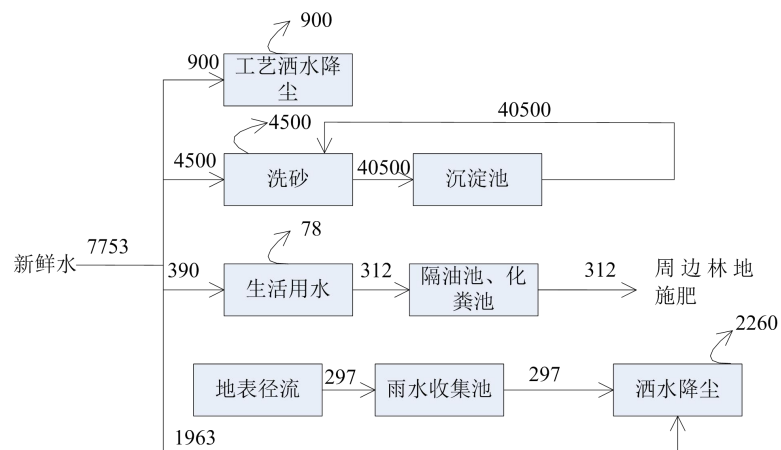 900
900
工艺洒水降
尘
40500
4500
4500
洗砂
40500
沉淀池
78
7753
新鲜水
390
生活用水
312
隔油池、化
粪池
312
周边林地
施肥
2260
地表径流
297
雨水收集池
297
洒水降尘
1963